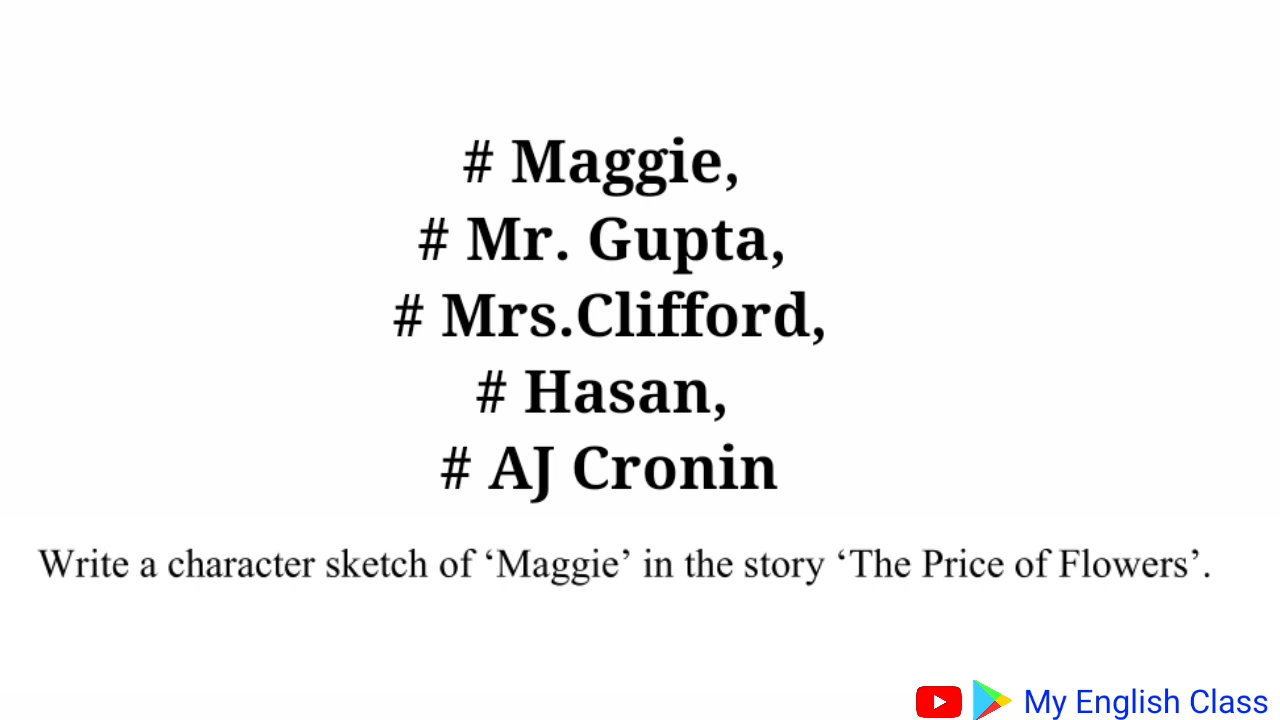 # Maggie,
# Mr. Gupta,
# Mrs.Clifford,
# Hasan,
# AJ Cronin
Write a character sketch of ‘Maggie’ in the story ‘The Price of Flowers’.
My English Class